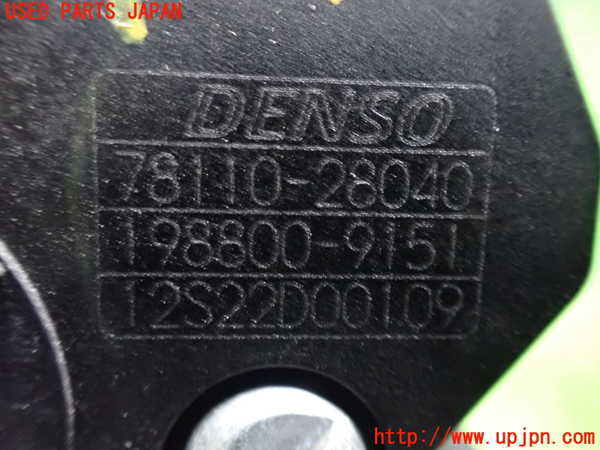 USED PARTS JAPAN
DENSO
78110-28040
198800-9151
12S22D00109
http://www.upjpn.com/